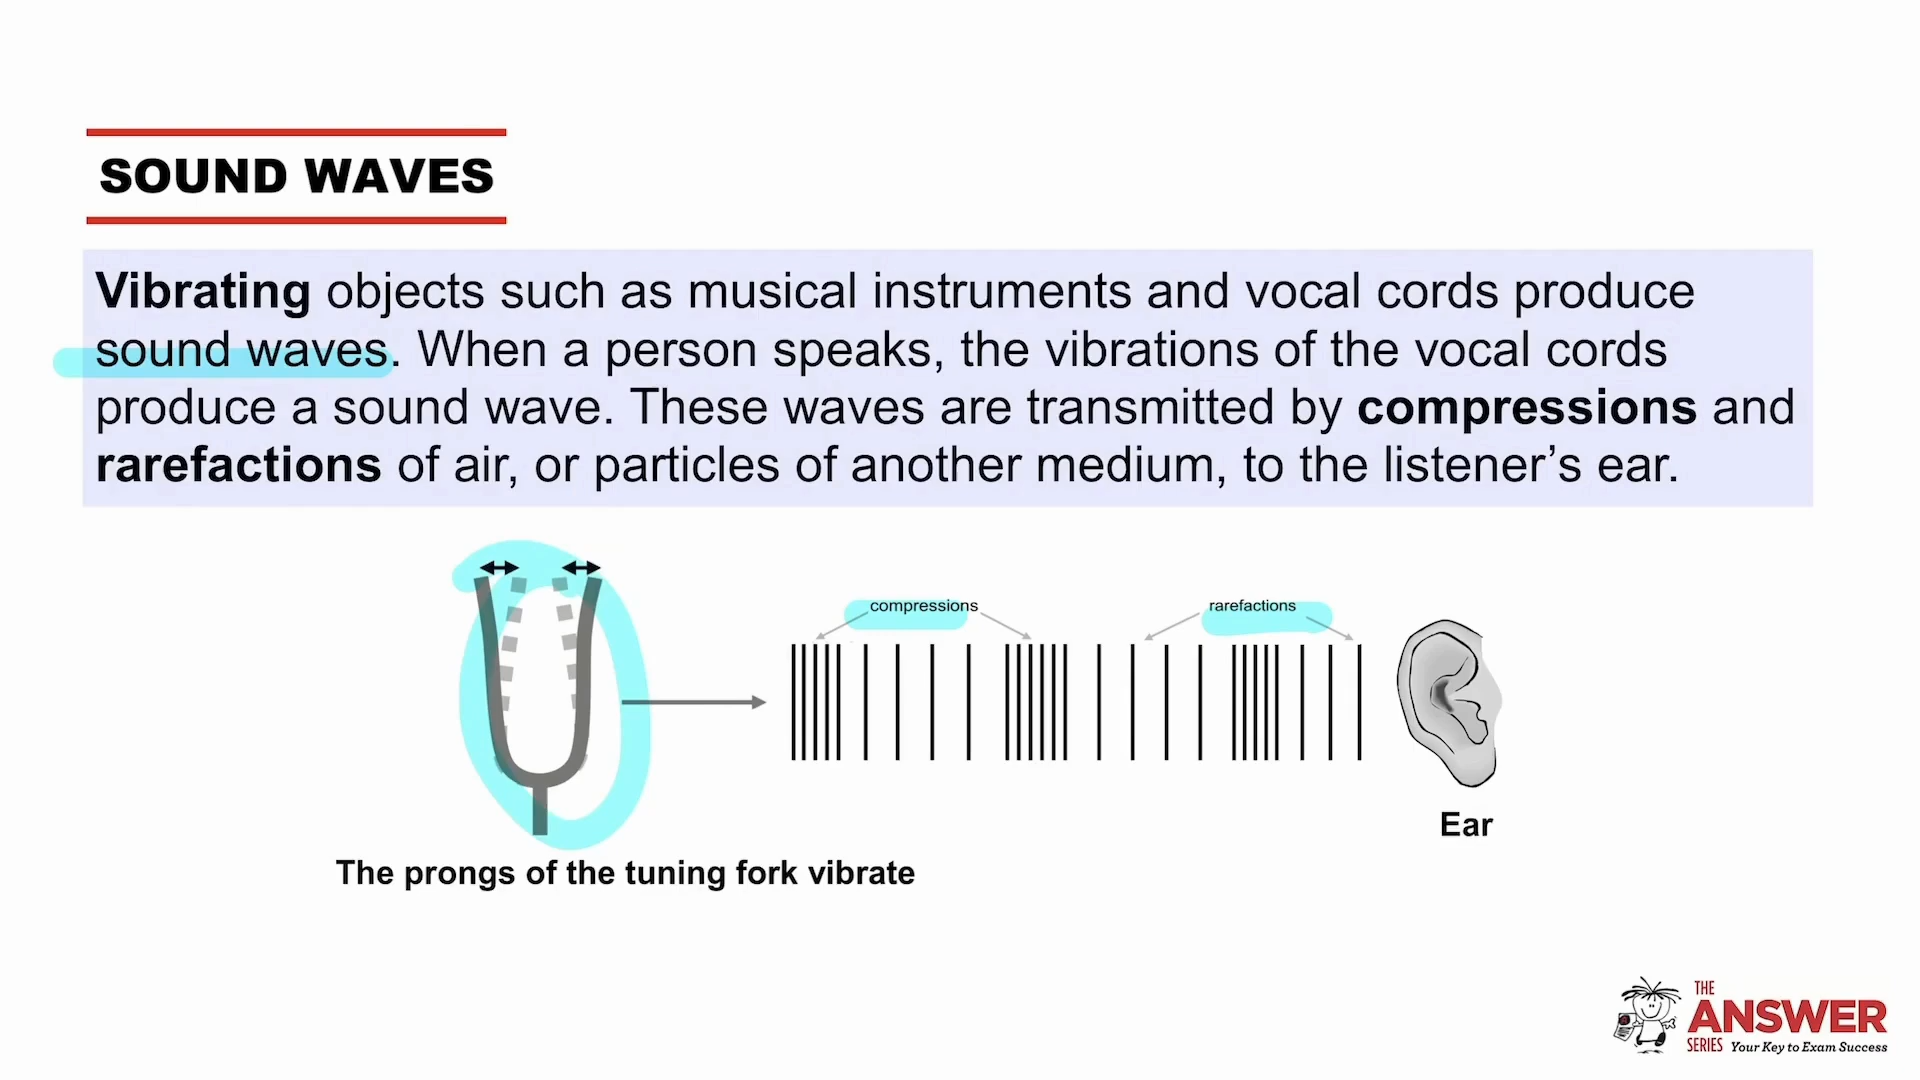 SOUND WAVES
Vibrating objects such as musical instruments and vocal cords produce
sound waves. When a person speaks, the vibrations of the vocal cords
produce a sound wave. These waves are transmitted by compressions and
rarefactions of air, or particles of another medium, to the listener’s ear.
compressions
rarefactions
Ear
The prongs of the tuning fork vibrate
THE
ANSWER
SERIES Your Key to Exam Success